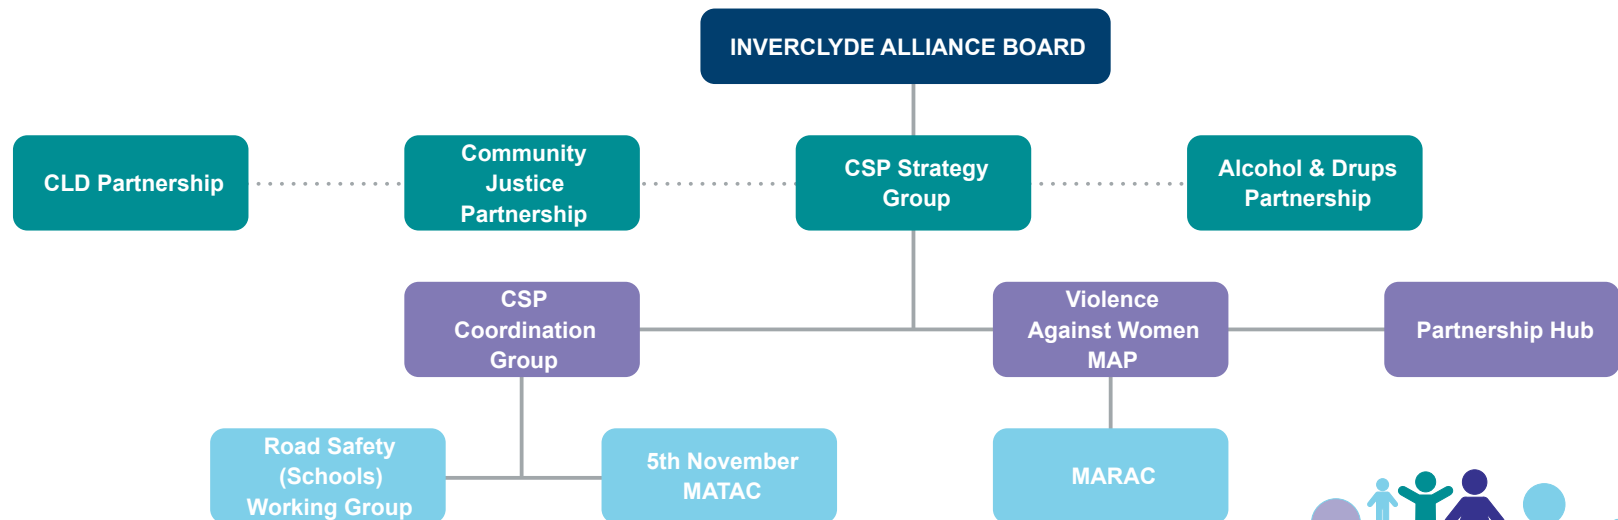 INVERCLYDE ALLIANCE BOARD
CLD Partnership
Community
Justice
Partnership
CSP Strategy
Group
Alcohol & Drups
Partnership
CSP
Coordination
Group
Violence
Against Women
MAP
Partnership Hub
Road Safety
(Schools)
Working Group
5th November
MATAC
MARAC